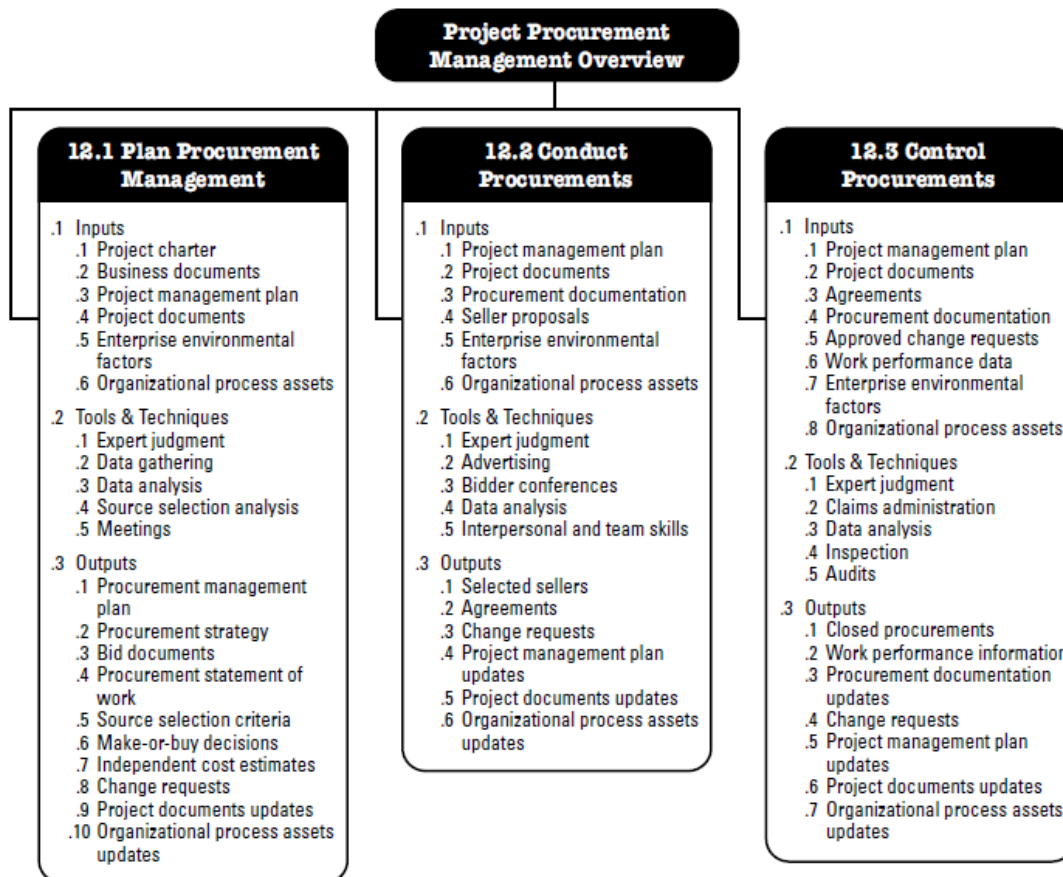 Project Procurement
Management Overview
12.1 Plan Procurement
Management
.1 Inputs
.1 Project charter
.2 Business documents
.3 Project management plan
.4 Project documents
.5 Enterprise environmental
factors
.6 Organizational process assets
.2 Tools & Techniques
.1 Expert judgment
.2 Data gathering
.3 Data analysis
.4 Source selection analysis
.5 Meetings
.3 Outputs
.1 Procurement management
plan
.2 Procurement strategy
.3 Bid documents
.4 Procurement statement of
work
.5 Source selection criteria
.6 Make-or-buy decisions
.7 Independent cost estimates
.8 Change requests
.9 Project documents updates
.10 Organizational process assets
updates
12.2 Conduct
Procurements
.1 Inputs
.1 Project management plan
.2 Project documents
.3 Procurement documentation
.4 Seller proposals
.5 Enterprise environmental
factors
.6 Organizational process assets
.2 Tools & Techniques
.1 Expert judgment
.2 Advertising
.3 Bidder conferences
.4 Data analysis
.5 Interpersonal and team skills
.3 Outputs
.1 Selected sellers
.2 Agreements
.3 Change requests
.4 Project management plan
updates
.5 Project documents updates
.6 Organizational process assets
updates
12.3 Control
Procurements
.1 Inputs
.1 Project management plan
.2 Project documents
.3 Agreements
.4 Procurement documentation
.5 Approved change requests
.6 Work performance data
.7 Enterprise environmental
factors
.8 Organizational process assets
.2 Tools & Techniques
.1 Expert judgment
.2 Claims administration
.3 Data analysis
.4 Inspection
.5 Audits
.3 Outputs
.1 Closed procurements
.2 Work performance information
.3 Procurement documentation
updates
.4 Change requests
.5 Project management plan
updates
.6 Project documents updates
.7 Organizational process assets
updates